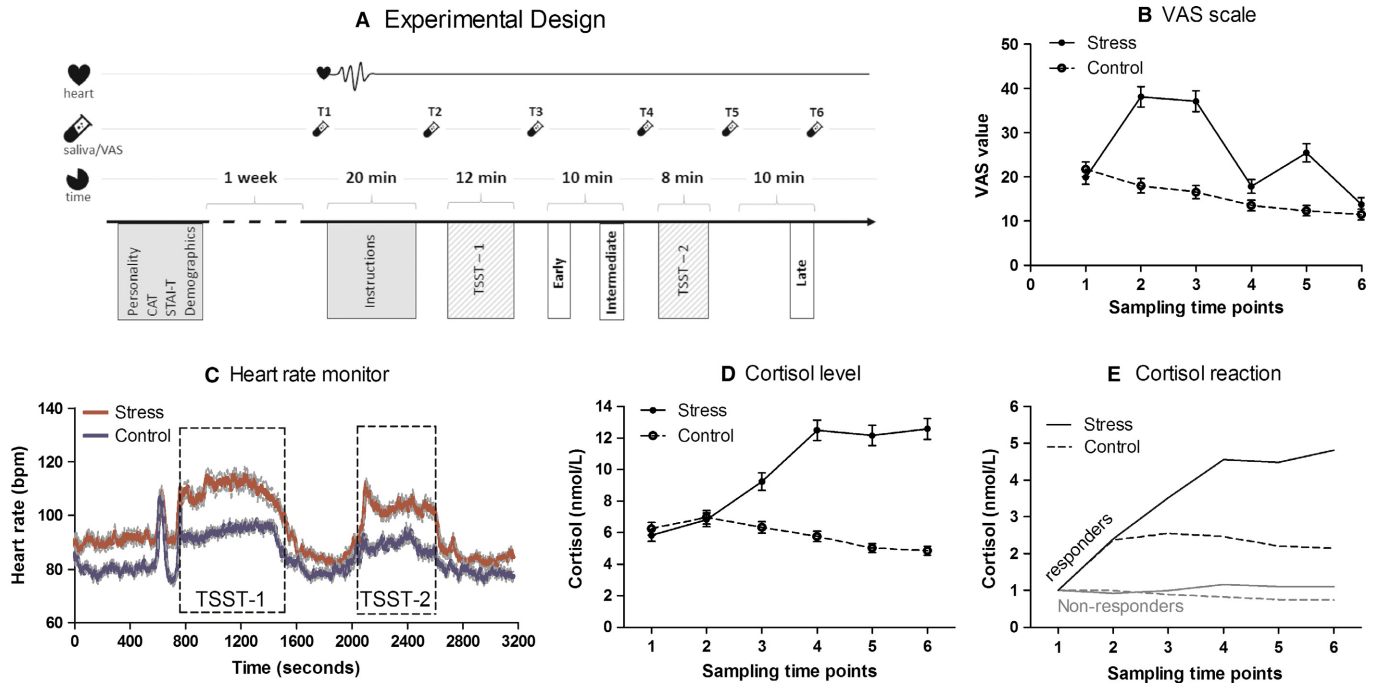 A Experimental Design
heart
T1 T2 T3 T4 T5 T6
saliva/VAS
1 week 20 min 12 min 10 min 8 min 10 min
time
Personality
CAT
STAI-T
Demographics
Instructions
TSST – 1
Early
Intermediate
TSST – 2
Late
B VAS scale
Stress
Control
VAS value
50
40
30
20
10
0
0 1 2 3 4 5 6
Sampling time points
C Heart rate monitor
Stress
Control
Heart rate (bpm)
140
120
100
80
60
TSST-1 TSST-2
0 400 800 1200 1600 2000 2400 2800 3200
Time (seconds)
D Cortisol level
Stress
Control
Cortisol (nmol/L)
14
12
10
8
6
4
2
0
1 2 3 4 5 6
Sampling time points
E Cortisol reaction
Stress
Control
Cortisol (nmol/L)
6
5
4
3
2
1
0
responders
Non-responders
1 2 3 4 5 6
Sampling time points